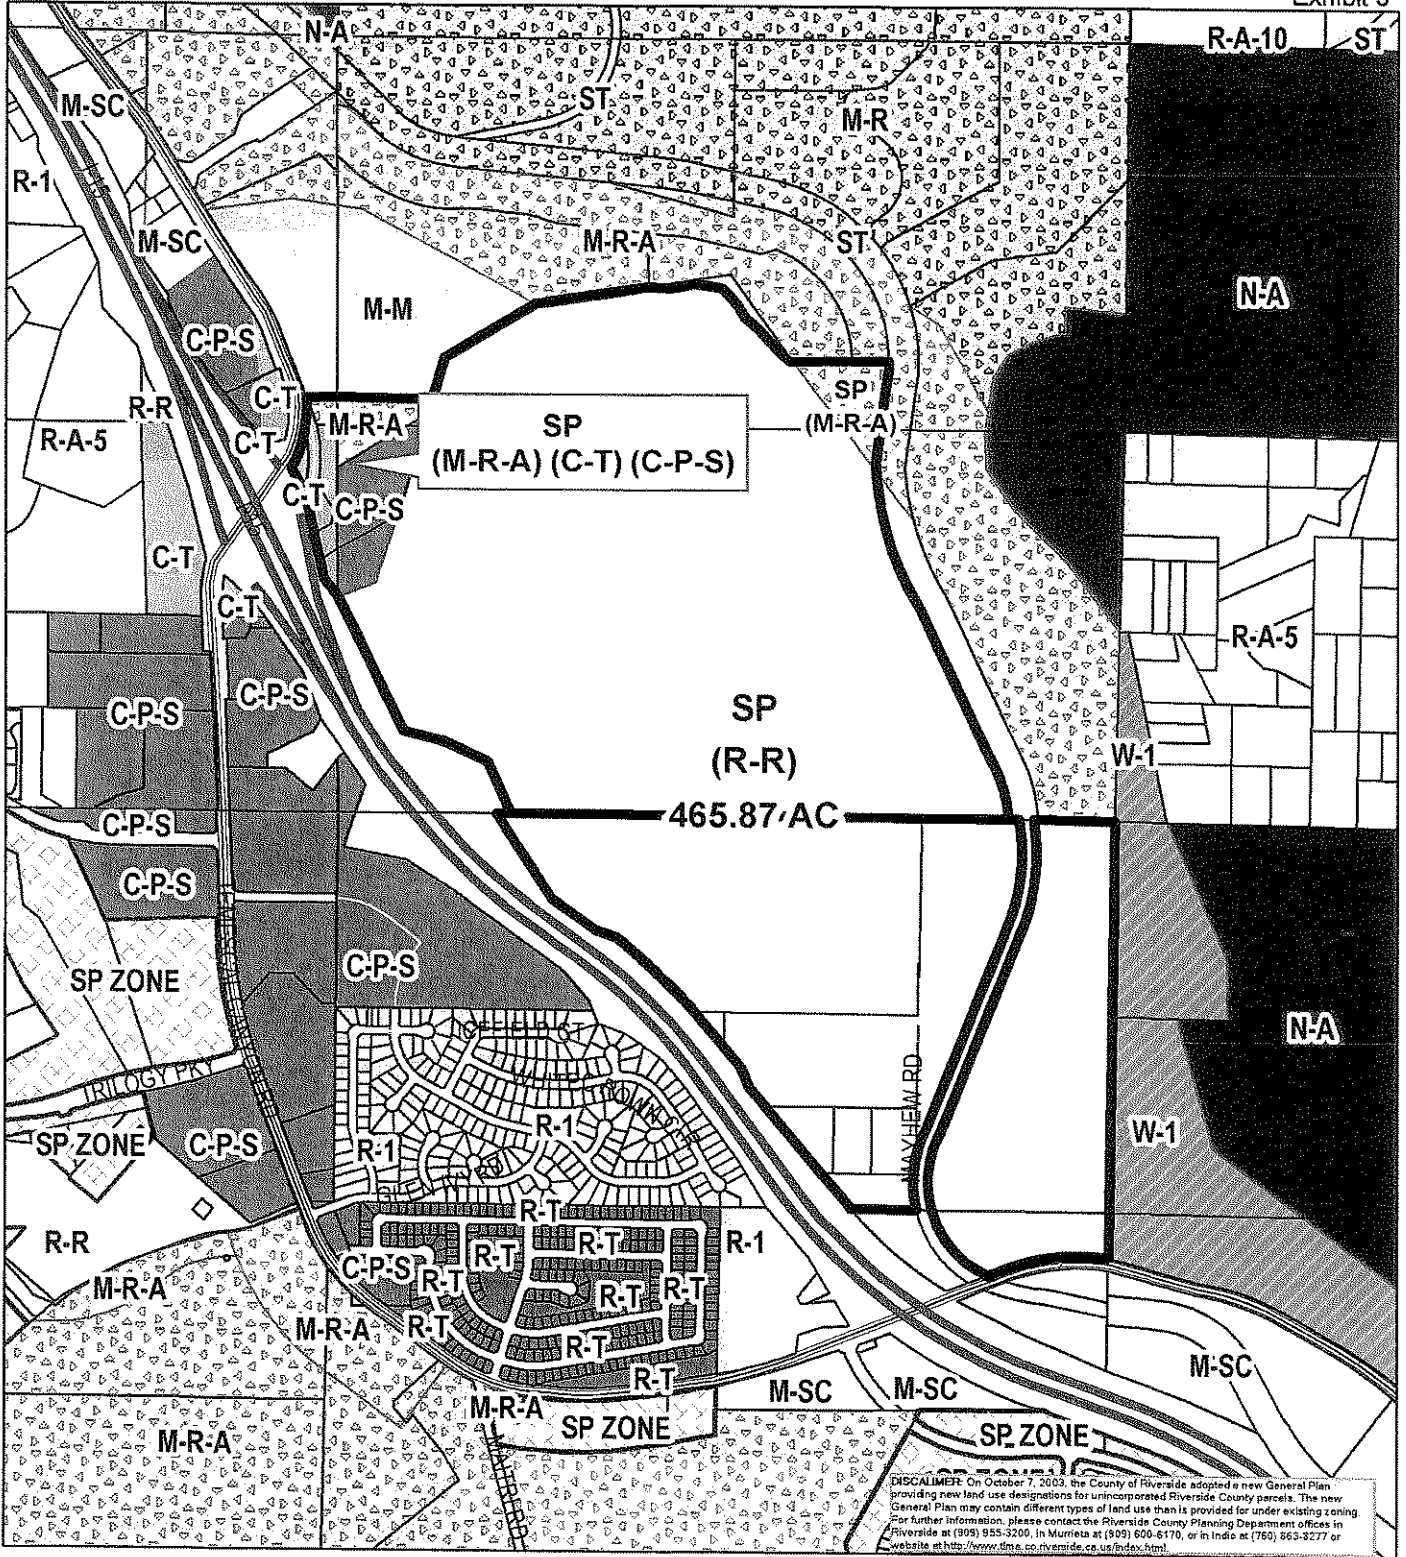 Exhibit 3
N-A
R-A-10
ST
M-SC
ST
M-R
R-1
M-SC
M-R-A
ST
N-A
M-M
C-P-S
SP
(M-R-A)
R-R
C-T
M-R-A
SP
(M-R-A) (C-T) (C-P-S)
R-A-5
C-T
C-T
C-P-S
C-T
C-T
R-A-5
C-P-S
C-P-S
SP
(R-R)
465.87 AC
W-1
C-P-S
C-P-S
C-P-S
SP ZONE
N-A
TRILOGY PKY
MAYHEW RD
SP ZONE
C-P-S
R-1
R-1
W-1
GLEN IVY RD
R-T
R-R
C-P-S
R-T
R-T
R-1
M-R-A
R-T
R-T
R-T
M-R-A
R-T
R-T
M-SC
R-T
M-SC
M-SC
M-R-A
SP ZONE
M-R-A
SP ZONE
SP ZONE
DISCALIMER: On October 7, 2003, the County of Riverside adopted a new General Plan
providing new land use designations for unincorporated Riverside County parcels. The new
General Plan may contain different types of land use than is provided for under existing zoning.
For further information, please contact the Riverside County Planning Department offices in
Riverside at (909) 955-3200, in Murrieta at (909) 600-6170, or in Indio at (760) 863-8277 or
website at http://www.tlma.co.riverside.ca.us/index.html.